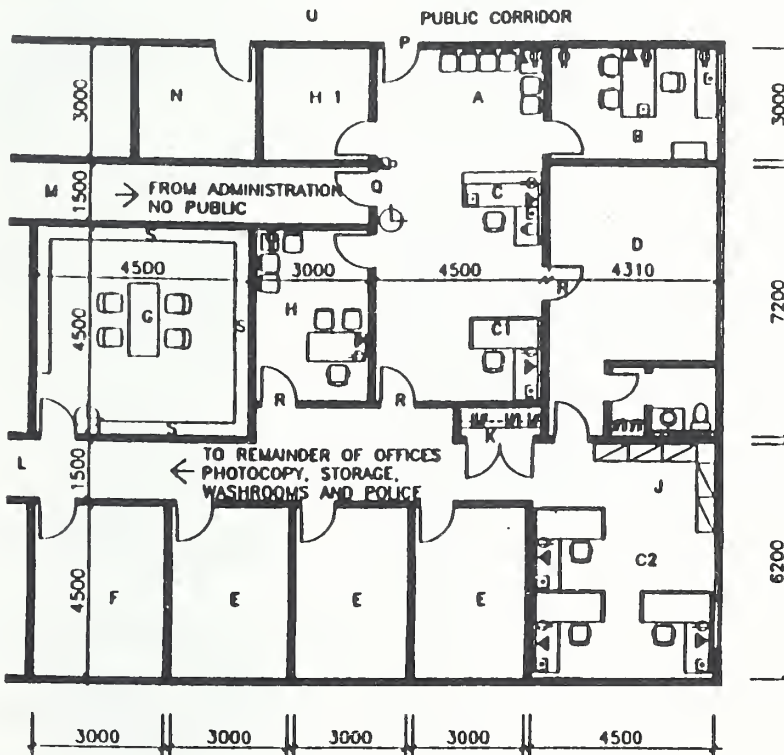 U PUBLIC CORRIDOR
P
N H 1 A B
3000 3000
M 1500 → FROM ADMINISTRATION
NO PUBLIC
Q C
D
S
4500 3000 4500 4310
4500 G S H R 7200
C1
S R R
K
L 1500 ← TO REMAINDER OF OFFICES
PHOTOCOPY, STORAGE,
WASHROOMS AND POLICE
J
C2
4500 F E E E 6200
3000 3000 3000 3000 4500